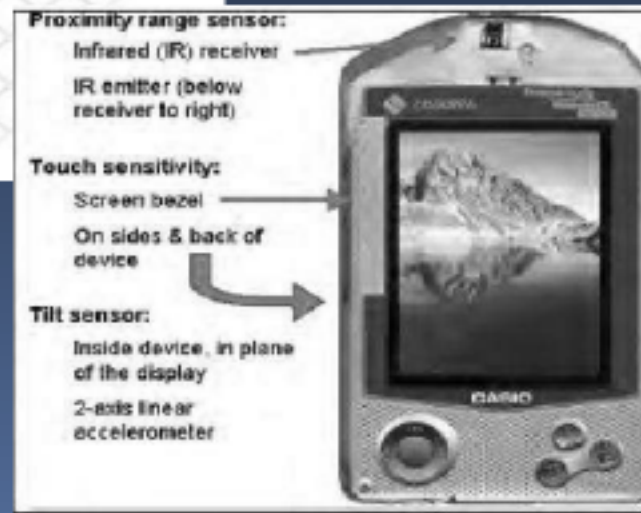 Proximity range sensor:
Infrared (IR) receiver
IR emitter (below
receiver to right)
Touch sensitivity:
Screen bezel
On sides & back of
device
Tilt sensor:
Inside device, in plane
of the display
2-axis linear
accelerometer
CASIO